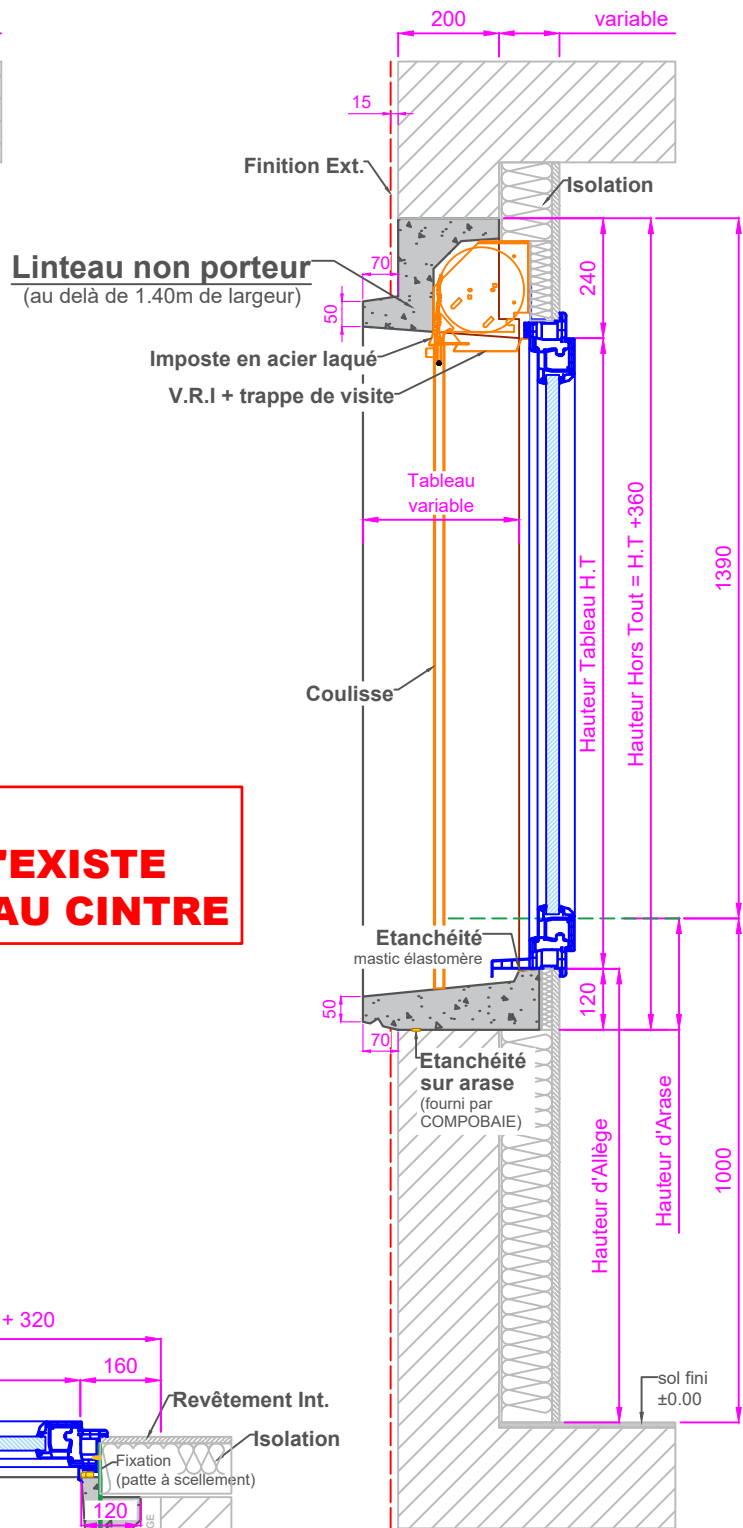 200
variable
15
Finition Ext.
Isolation
Linteau non porteur
(au delà de 1.40m de largeur)
70
50
240
Imposte en acier laqué
V.R.I + trappe de visite
Tableau
variable
Hauteur Tableau H.T
Hauteur Hors Tout = H.T +360
1390
Coulisse
'EXISTE
AU CINTRE
Etanchéité
mastic élastomère
50
70
120
Etanchéité
sur arase
(fourni par
COMPOBAIE)
Hauteur d'Allège
Hauteur d'Arase
1000
sol fini
±0.00
+ 320
160
Revêtement Int.
Isolation
Fixation
(patte à scellement)
120
GE